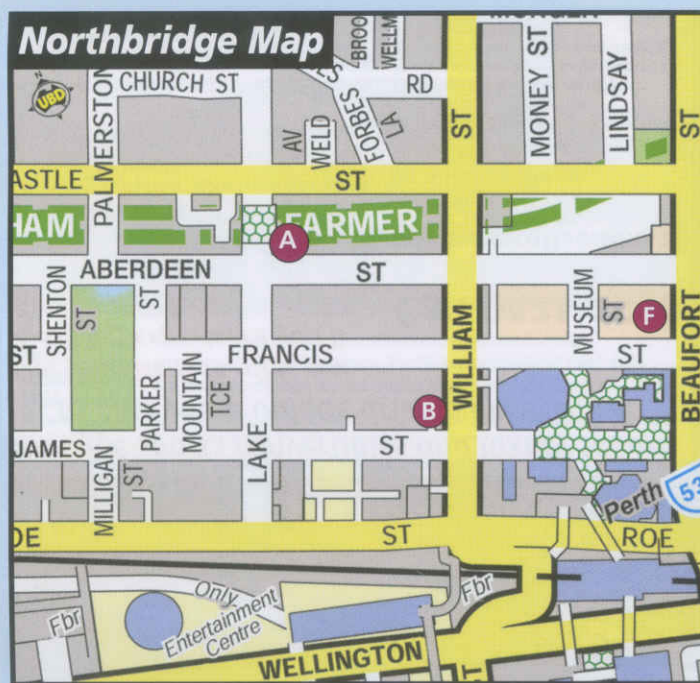 Northbridge Map
UBD
CHURCH ST
PALMERSTON
BROO
WELLM
FORBES
LA
RD
AV
WELD
ST
MONEY ST
LINDSAY
ST
ASTLE
ST
HAM
FARMER
A
ABERDEEN
ST
SHENTON
ST
ST
MUSEUM
ST
F
ST
FRANCIS
ST
WILLIAM
BEAUFORT
PARKER
ST
MOUNTAIN
TCE
B
JAMES
ST
LAKE
MILLIGAN
Perth
53
OE
ST
ROE
Fbr
Only
Entertainment
Centre
Fbr
WELLINGTON
ST